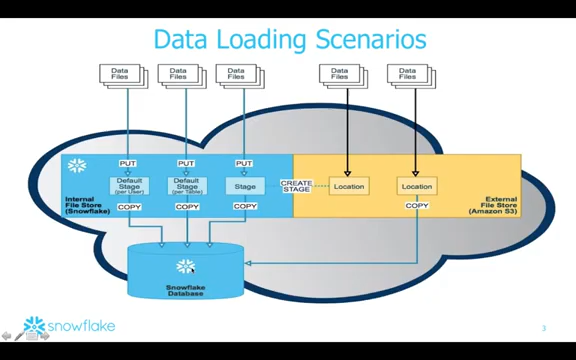 Data Loading Scenarios
Data
Files
Data
Files
Data
Files
Data
Files
Data
Files
PUT
PUT
PUT
Default
Stage
(per User)
Default
Stage
(per Table)
Stage
CREATE
STAGE
Location
Location
Internal
File Store
(Snowflake)
COPY
COPY
COPY
COPY
External
File Store
(Amazon S3)
Snowflake
Database
snowflake
3